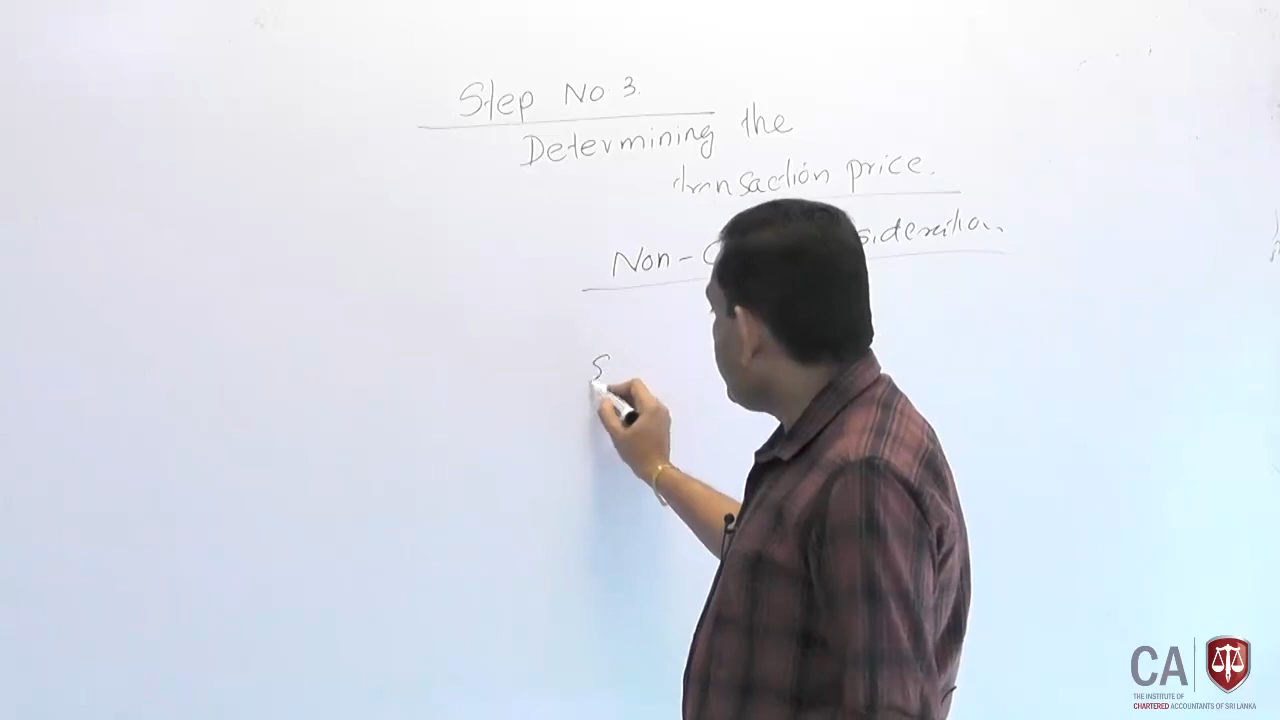 Step No 3.
Determining the
transaction price.
Non -
S
CA
THE INSTITUTE OF
CHARTERED ACCOUNTANTS OF SRI LANKA